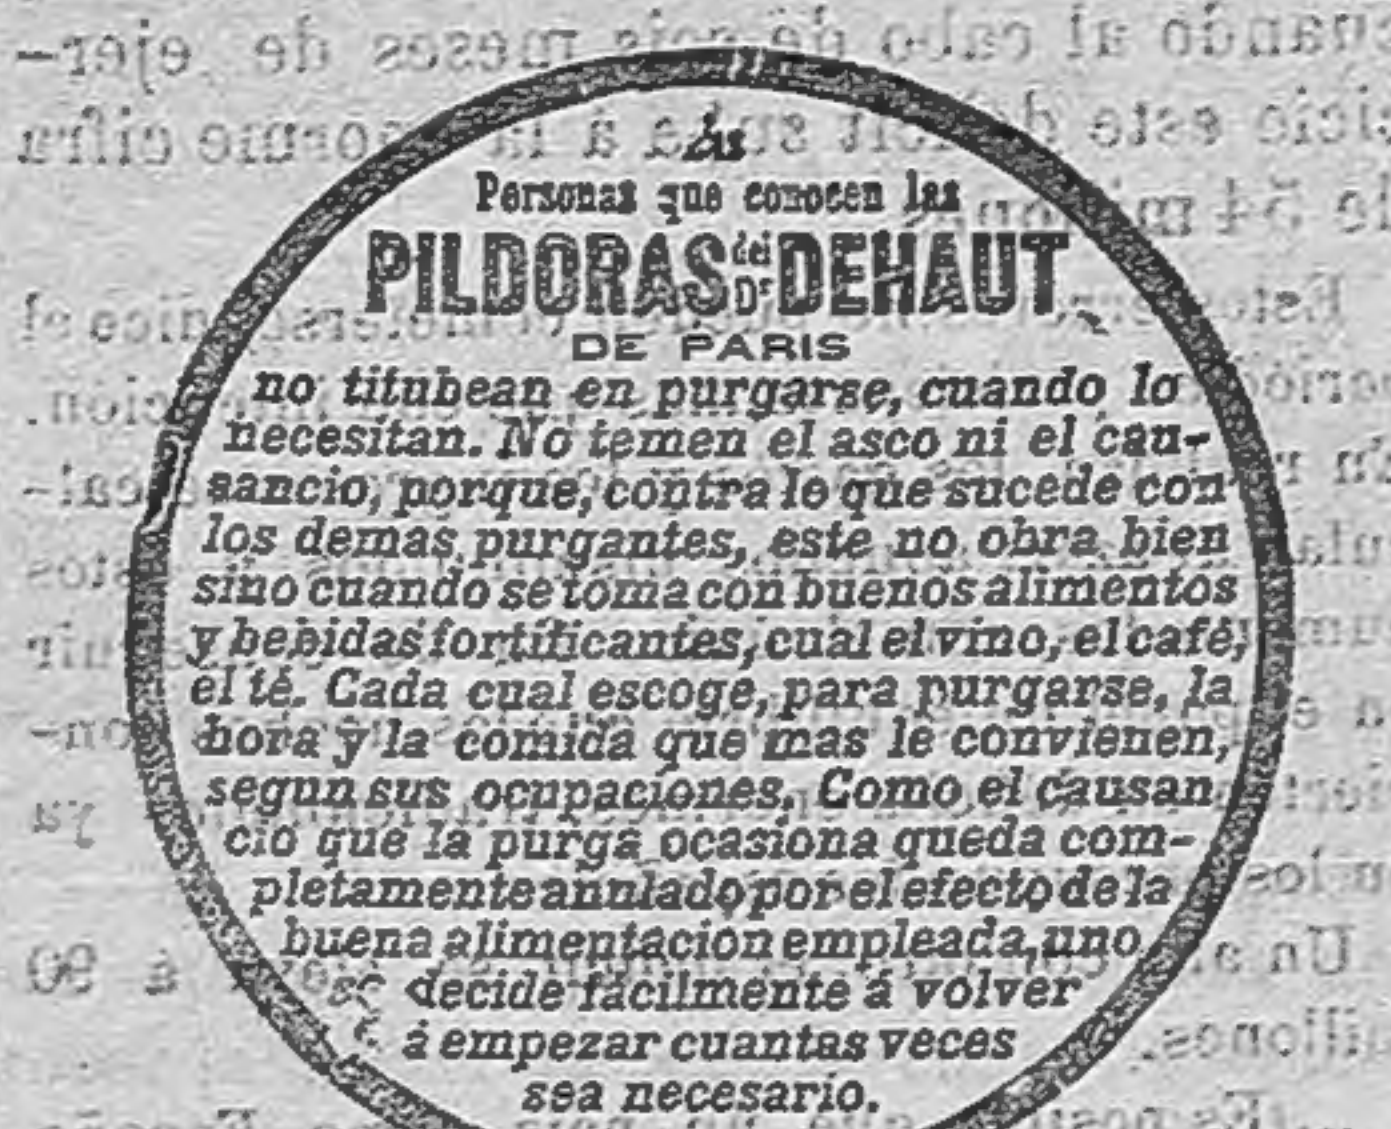 Las
Personas que conocen las
PILDORAS del Dr DEHAUT
DE PARIS
no titubean en purgarse, cuando lo
necesitan. No temen el asco ni el cau-
sancio, porque, contra lo que sucede con
los demas purgantes, este no obra bien
sino cuando se toma con buenos alimentos
y bebidas fortificantes, cual el vino, el café,
el té. Cada cual escoge, para purgarse, la
hora y la comida que mas le convienen,
segun sus ocupaciones. Como el causan
cio que la purga ocasiona queda com-
pletamente anulado por el efecto de la
buena alimentacion empleada, uno
se decide fácilmente á volver
á empezar cuantas veces
sea necesario.